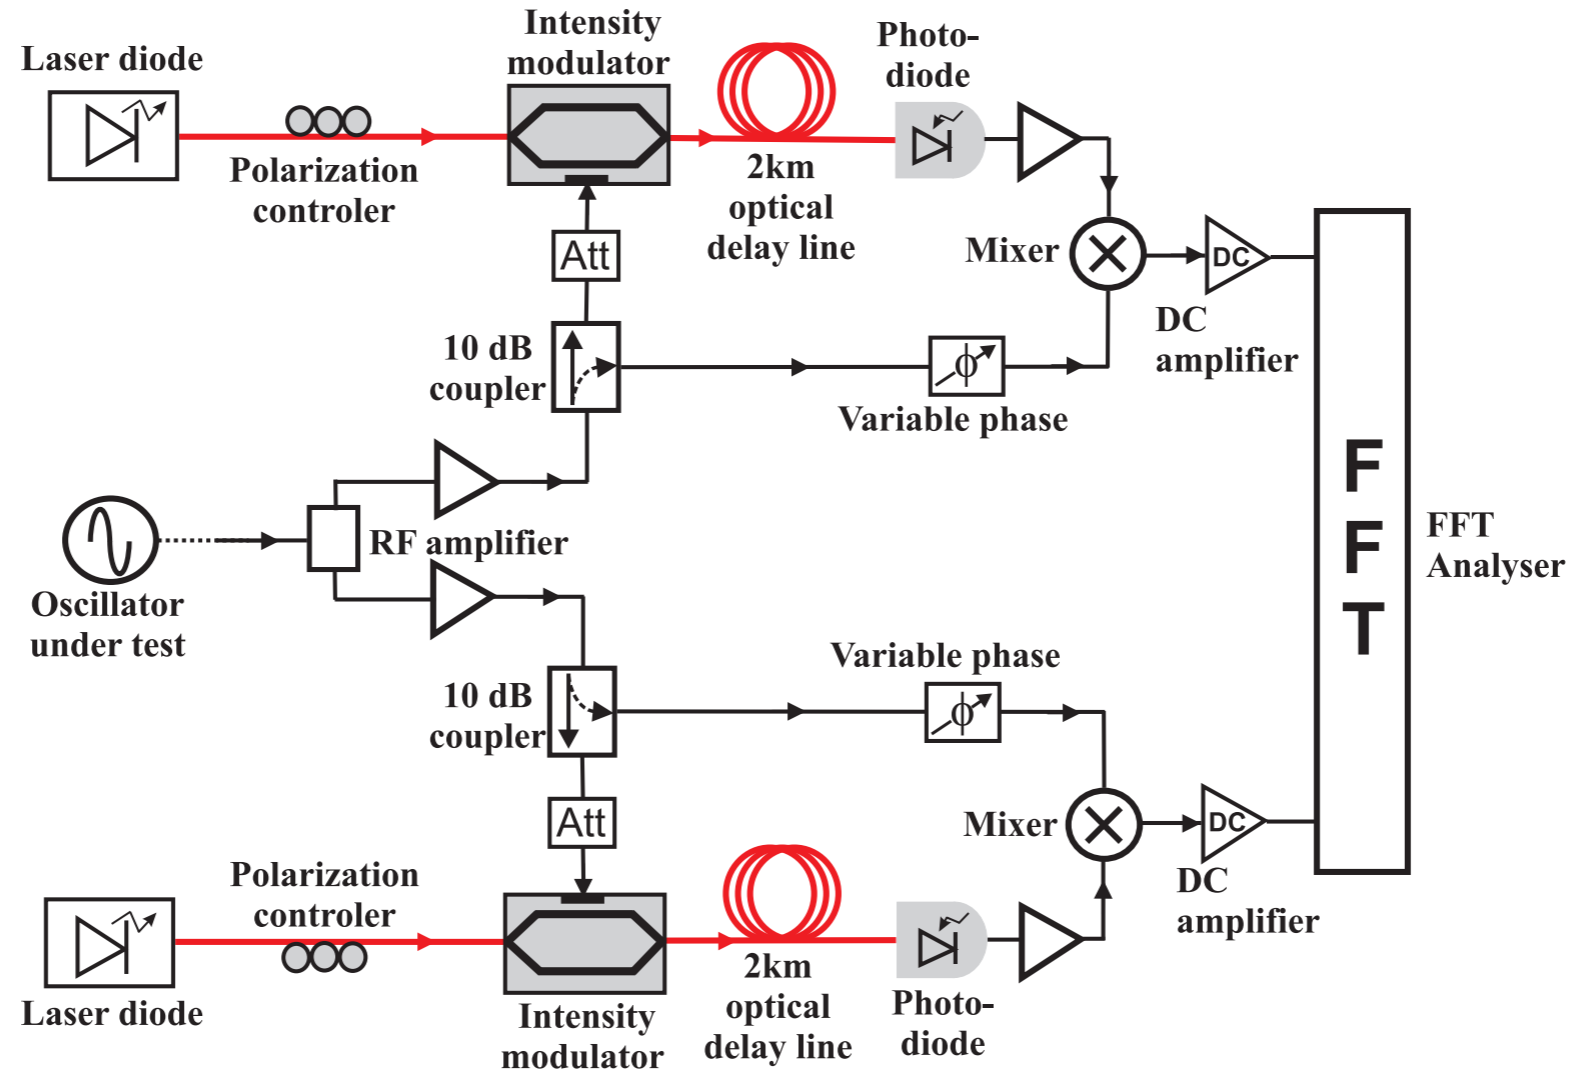 Laser diode
Polarization
controler
Intensity
modulator
2km
optical
delay line
Photo-
diode
Att
Mixer
DC
DC
amplifier
10 dB
coupler
ϕ
Variable phase
RF amplifier
Oscillator
under test
F
F
T
FFT
Analyser
Variable phase
ϕ
10 dB
coupler
Att
Mixer
DC
DC
amplifier
Polarization
controler
Laser diode
Intensity
modulator
2km
optical
delay line
Photo-
diode